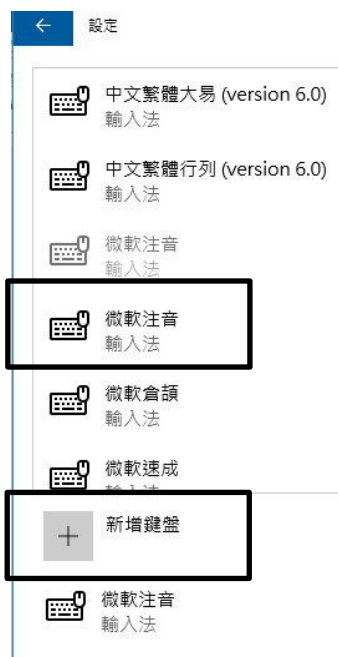 設定
中文繁體大易 (version 6.0)
輸入法
中文繁體行列 (version 6.0)
輸入法
微軟注音
輸入法
微軟注音
輸入法
微軟倉頡
輸入法
微軟速成
輸入法
新增鍵盤
微軟注音
輸入法